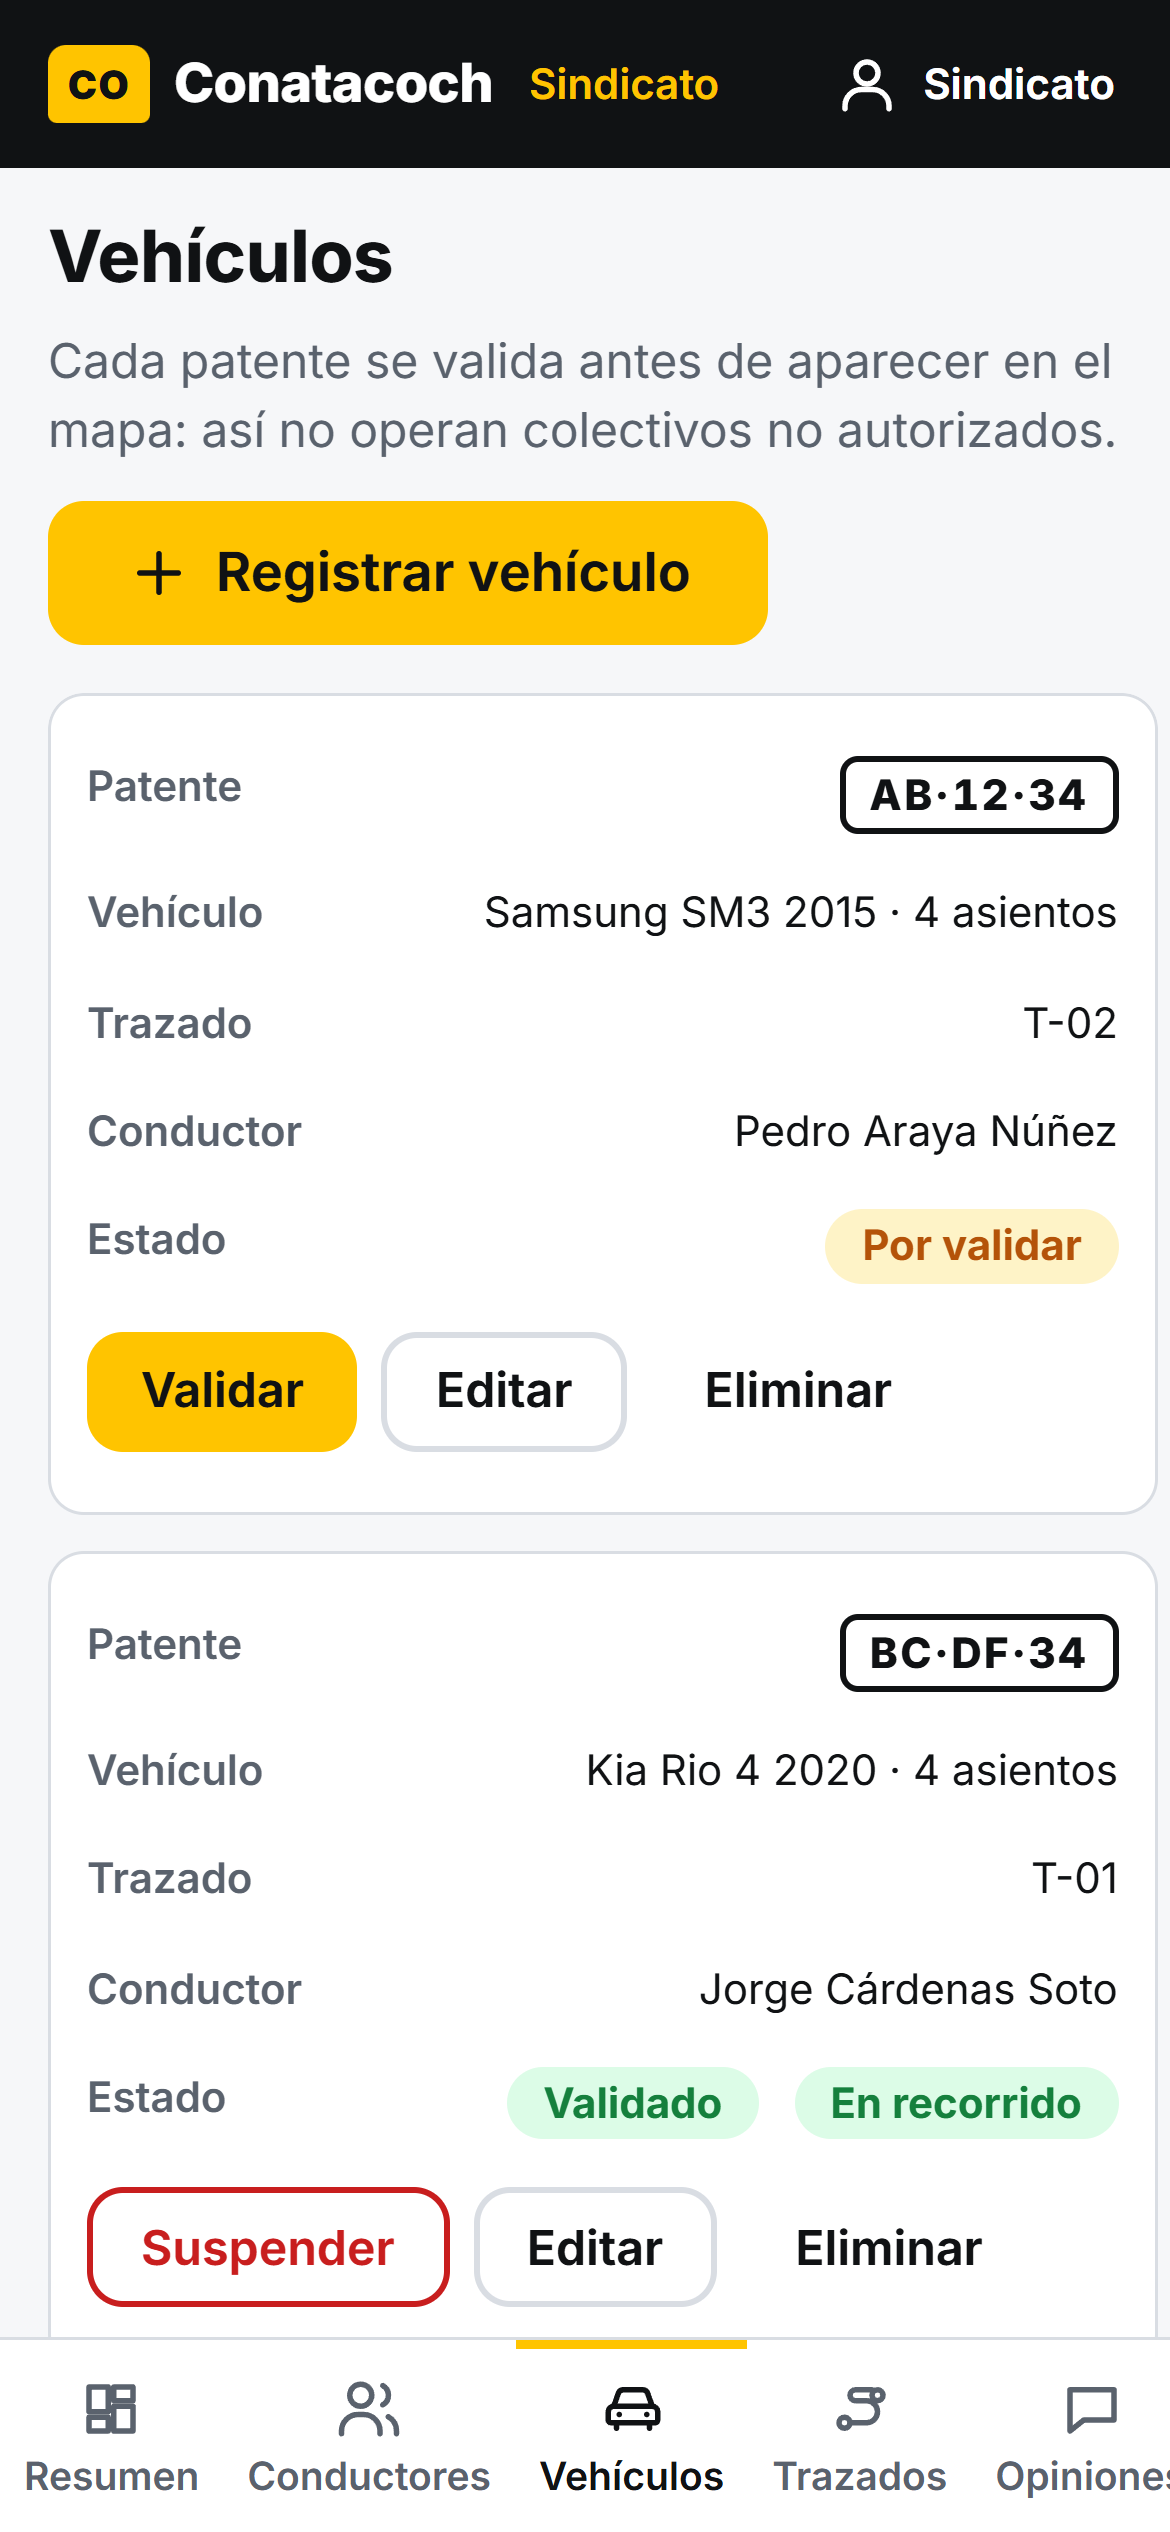 co Conatacoch Sindicato Sindicato
Vehículos
Cada patente se valida antes de aparecer en el
mapa: así no operan colectivos no autorizados.
+ Registrar vehículo
Patente AB·12·34
Vehículo Samsung SM3 2015 · 4 asientos
Trazado T-02
Conductor Pedro Araya Núñez
Estado Por validar
Validar Editar Eliminar
Patente BC·DF·34
Vehículo Kia Rio 4 2020 · 4 asientos
Trazado T-01
Conductor Jorge Cárdenas Soto
Estado Validado En recorrido
Suspender Editar Eliminar
Resumen Conductores Vehículos Trazados Opiniones